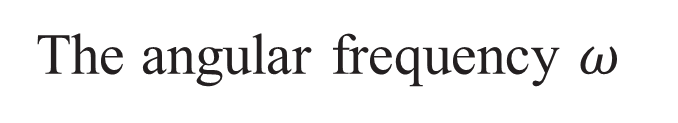 The angular frequency ω